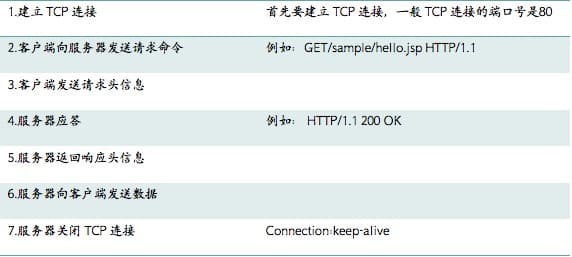 1.建立 TCP 连接 首先要建立 TCP 连接，一般 TCP 连接的端口号是80
2.客户端向服务器发送请求命令 例如：GET/sample/hello.jsp HTTP/1.1
3.客户端发送请求头信息
4.服务器应答 例如： HTTP/1.1 200 OK
5.服务器返回响应头信息
6.服务器向客户端发送数据
7.服务器关闭 TCP 连接 Connection:keep-alive